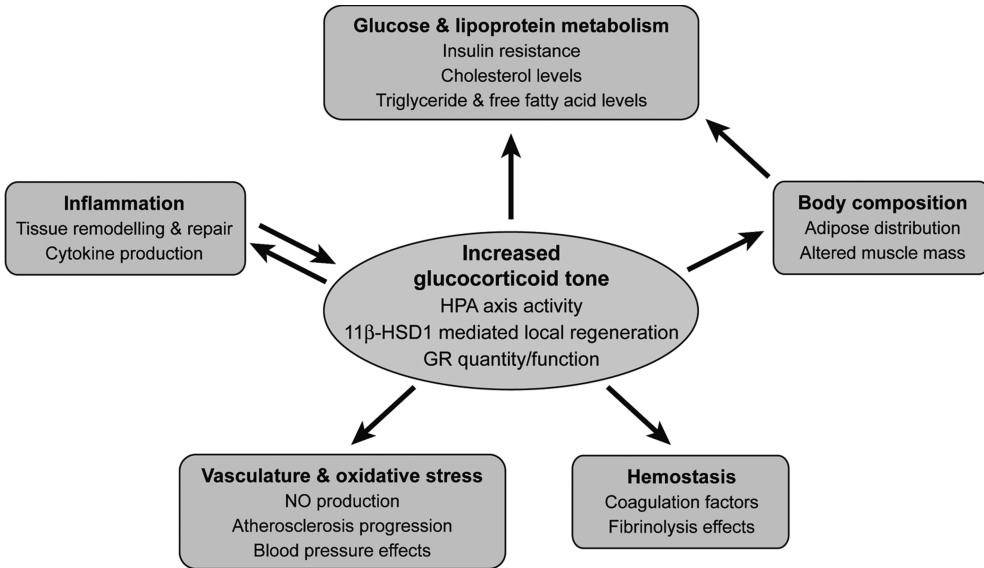 Glucose & lipoprotein metabolism
Insulin resistance
Cholesterol levels
Triglyceride & free fatty acid levels
Inflammation
Tissue remodelling & repair
Cytokine production
Body composition
Adipose distribution
Altered muscle mass
Increased
glucocorticoid tone
HPA axis activity
11β-HSD1 mediated local regeneration
GR quantity/function
Vasculature & oxidative stress
NO production
Atherosclerosis progression
Blood pressure effects
Hemostasis
Coagulation factors
Fibrinolysis effects